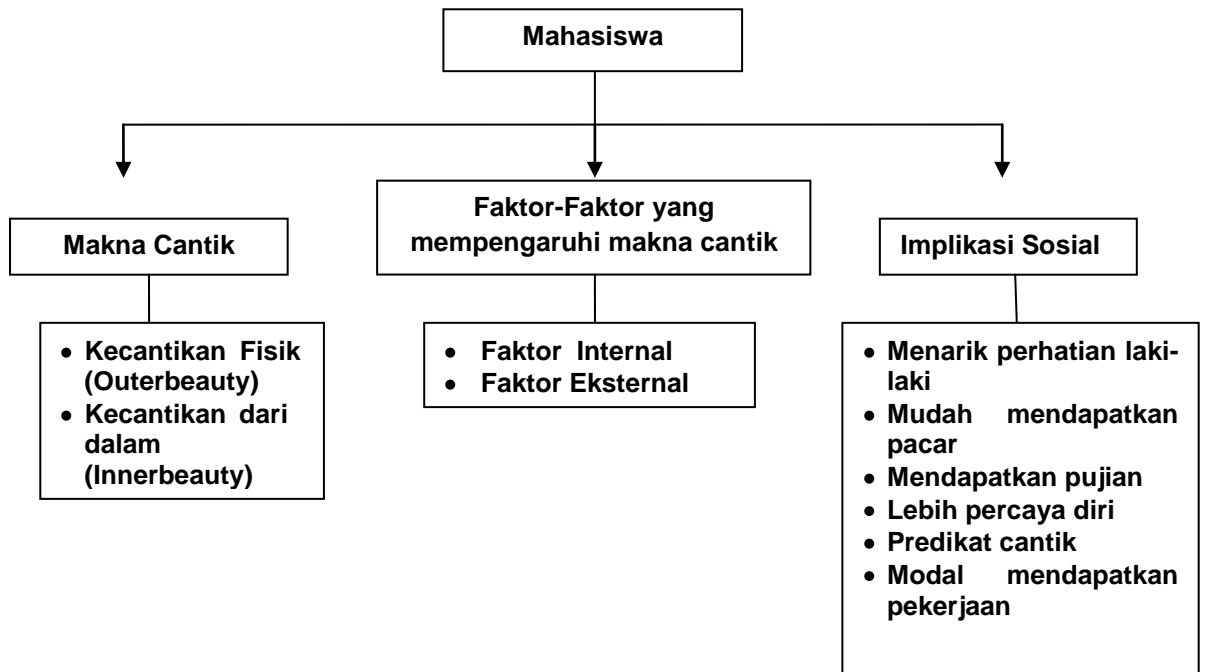 Mahasiswa
Makna Cantik
Faktor-Faktor yang
mempengaruhi makna cantik
Implikasi Sosial
• Kecantikan Fisik
(Outerbeauty)
• Kecantikan dari
dalam
(Innerbeauty)
• Faktor Internal
• Faktor Eksternal
• Menarik perhatian laki-
laki
• Mudah mendapatkan
pacar
• Mendapatkan pujian
• Lebih percaya diri
• Predikat cantik
• Modal mendapatkan
pekerjaan